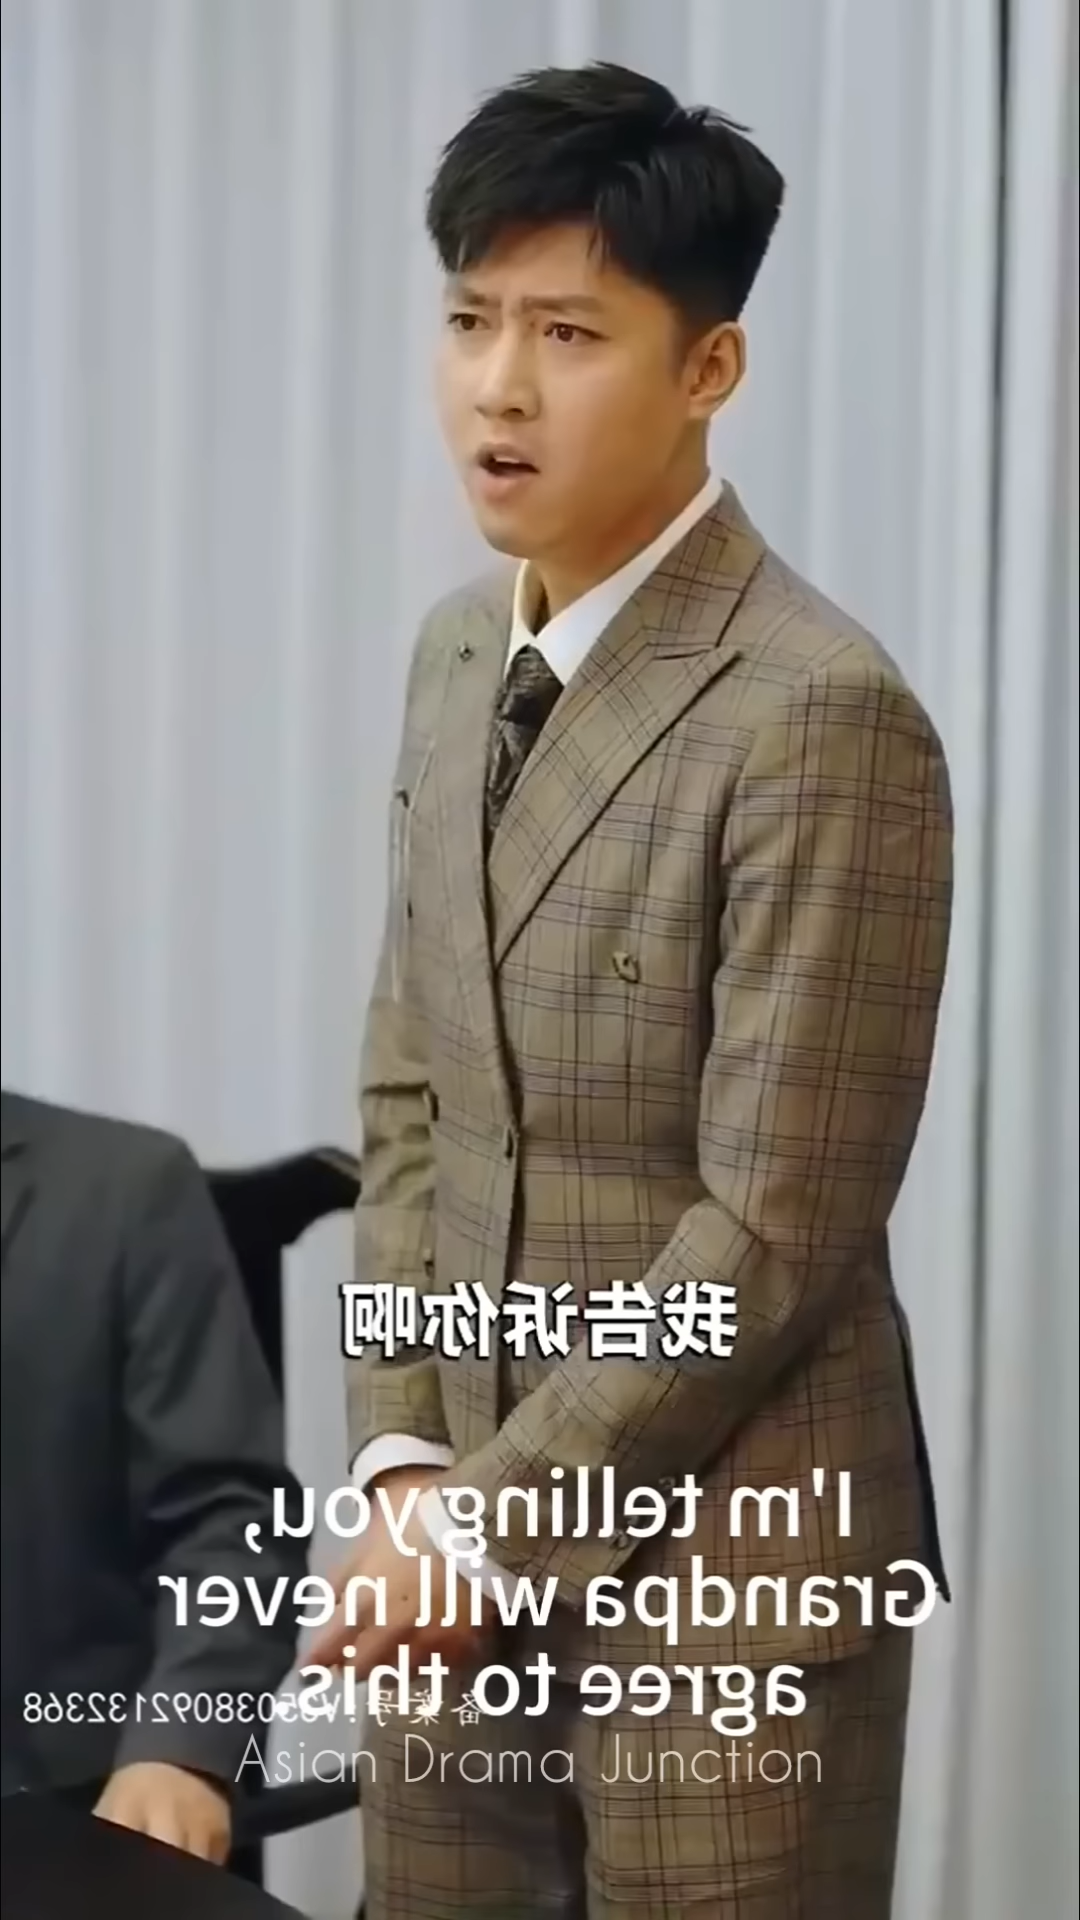 我告诉你啊
I'm telling you,
Grandpa will never
agree to this.
Asian Drama Junction